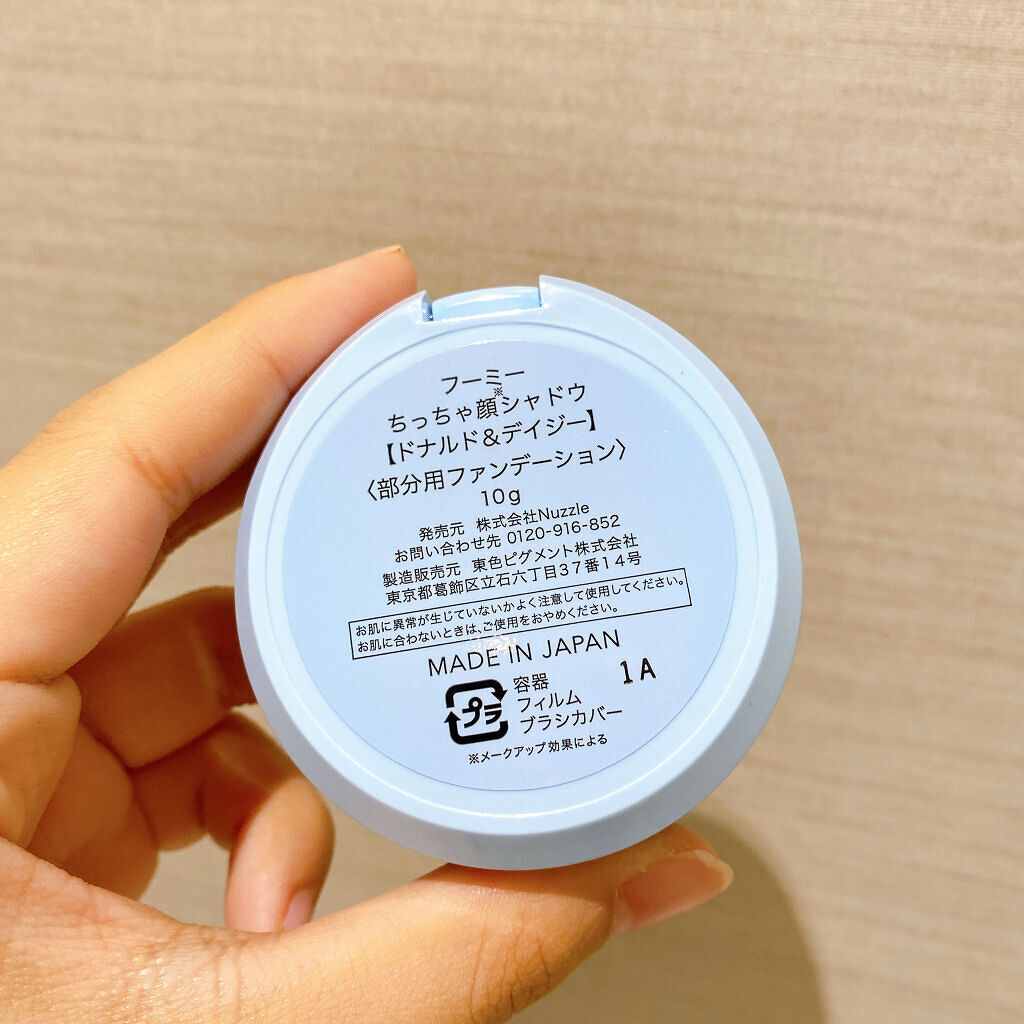 フーミー
ちっちゃ顔※シャドウ
【ドナルド＆デイジー】
〈部分用ファンデーション〉
10g
発売元 株式会社Nuzzle
お問い合わせ先 0120-916-852
製造販売元 東色ピグメント株式会社
東京都葛飾区立石六丁目37番14号
お肌に異常が生じていないかよく注意して使用してください。
お肌に合わないときは、ご使用をおやめください。
MADE IN JAPAN
1A
プラ
容器
フィルム
ブラシカバー
※メークアップ効果による